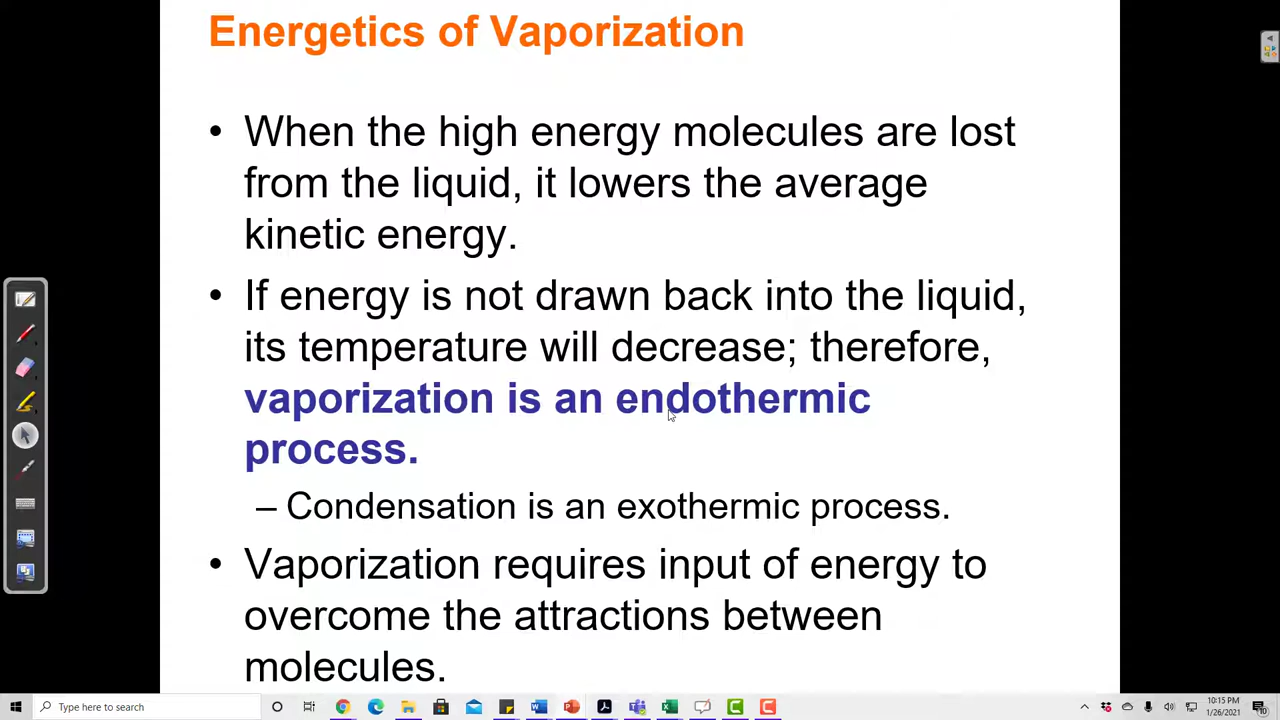 Energetics of Vaporization
• When the high energy molecules are lost
from the liquid, it lowers the average
kinetic energy.
• If energy is not drawn back into the liquid,
its temperature will decrease; therefore,
vaporization is an endothermic
process.
– Condensation is an exothermic process.
• Vaporization requires input of energy to
overcome the attractions between
molecules.
Type here to search
10:15 PM
1/26/2021